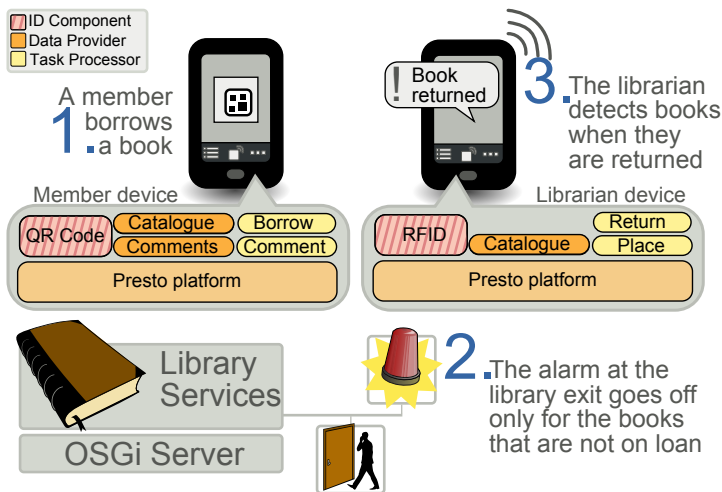 ID Component
Data Provider
Task Processor
A member
borrows
a book
1.
Member device
QR Code
Catalogue
Borrow
Comments
Comment
Presto platform
! Book
returned
3. The librarian
detects books
when they
are returned
Librarian device
RFID
Catalogue
Return
Place
Presto platform
Library
Services
OSGi Server
2. The alarm at the
library exit goes off
only for the books
that are not on loan